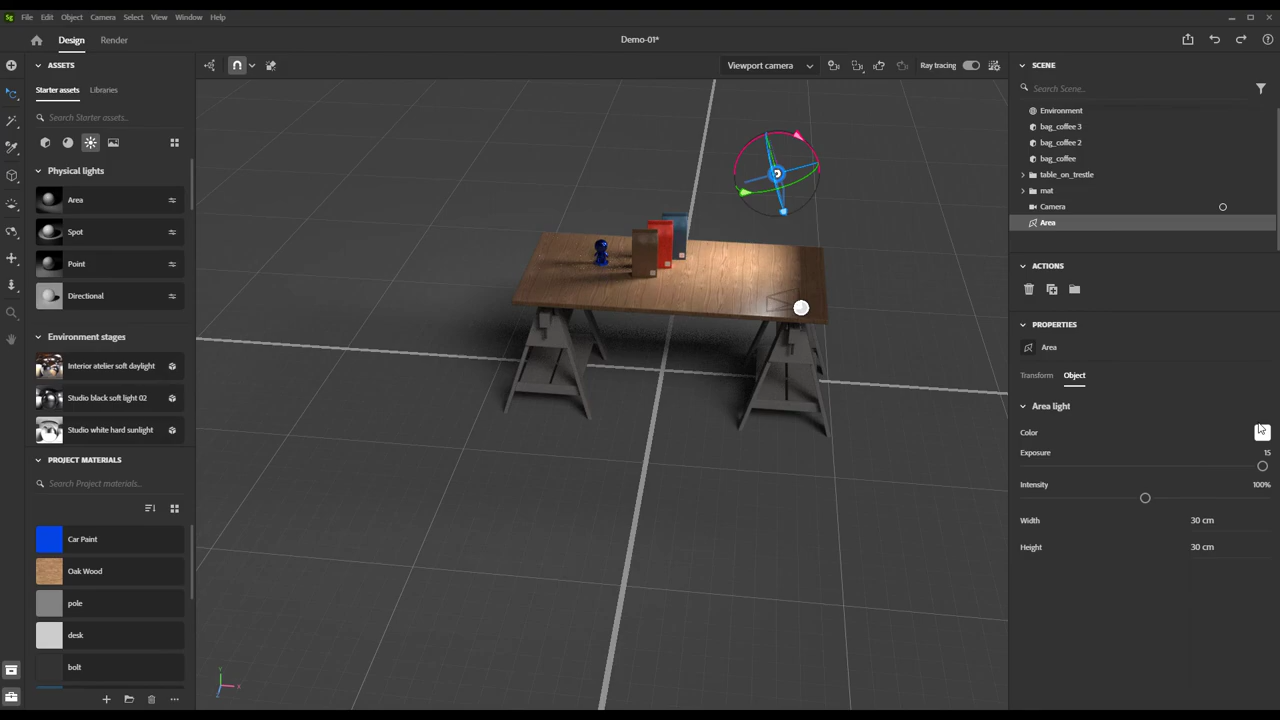 Sg File Edit Object Camera Select View Window Help
Design Render Demo-01*
ASSETS
Starter assets Libraries
Search Starter assets...
Physical lights
Area
Spot
Point
Directional
Environment stages
Interior atelier soft daylight
Studio black soft light 02
Studio white hard sunlight
PROJECT MATERIALS
Search Project materials...
Car Paint
Oak Wood
pole
desk
bolt
Viewport camera Ray tracing
Y
X
Z
SCENE
Search Scene...
Environment
bag_coffee 3
bag_coffee 2
bag_coffee
table_on_trestle
mat
Camera
Area
ACTIONS
PROPERTIES
Area
Transform Object
Area light
Color
Exposure 15
Intensity 100%
Width 30 cm
Height 30 cm